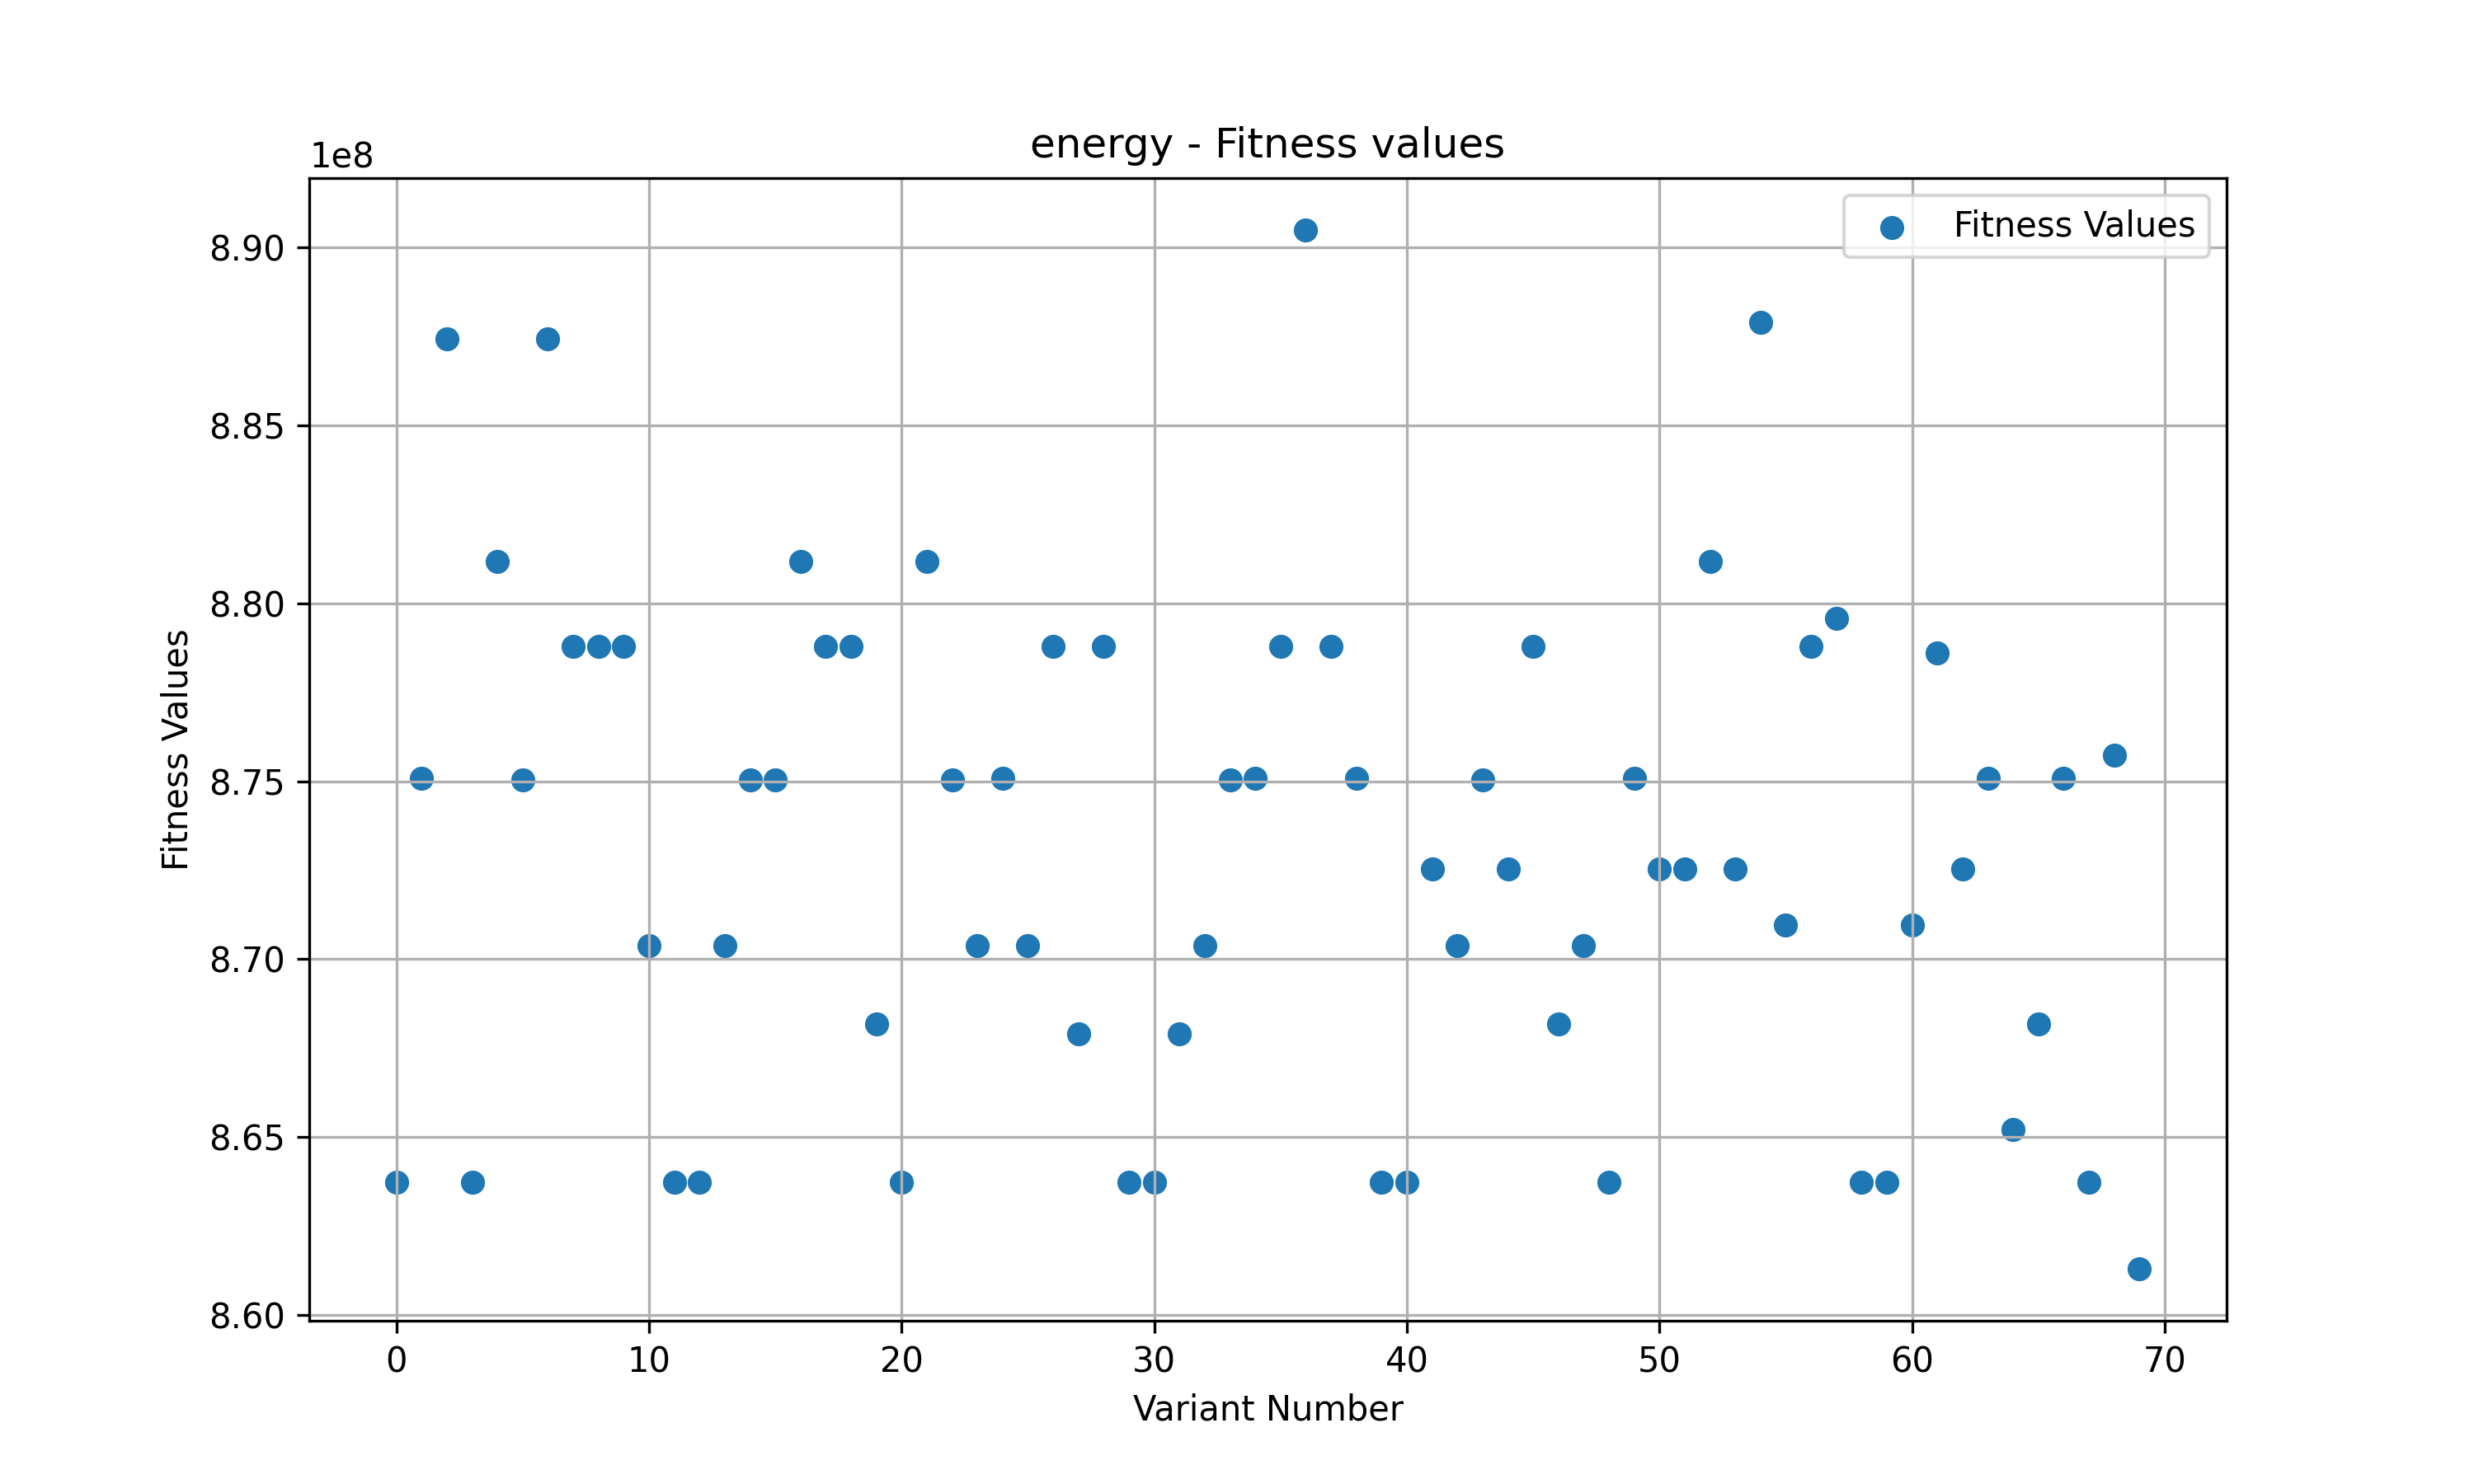 energy - Fitness values
1e8
Fitness Values
8.90
8.85
8.80
8.75
8.70
8.65
8.60
Fitness Values
0 10 20 30 40 50 60 70
Variant Number